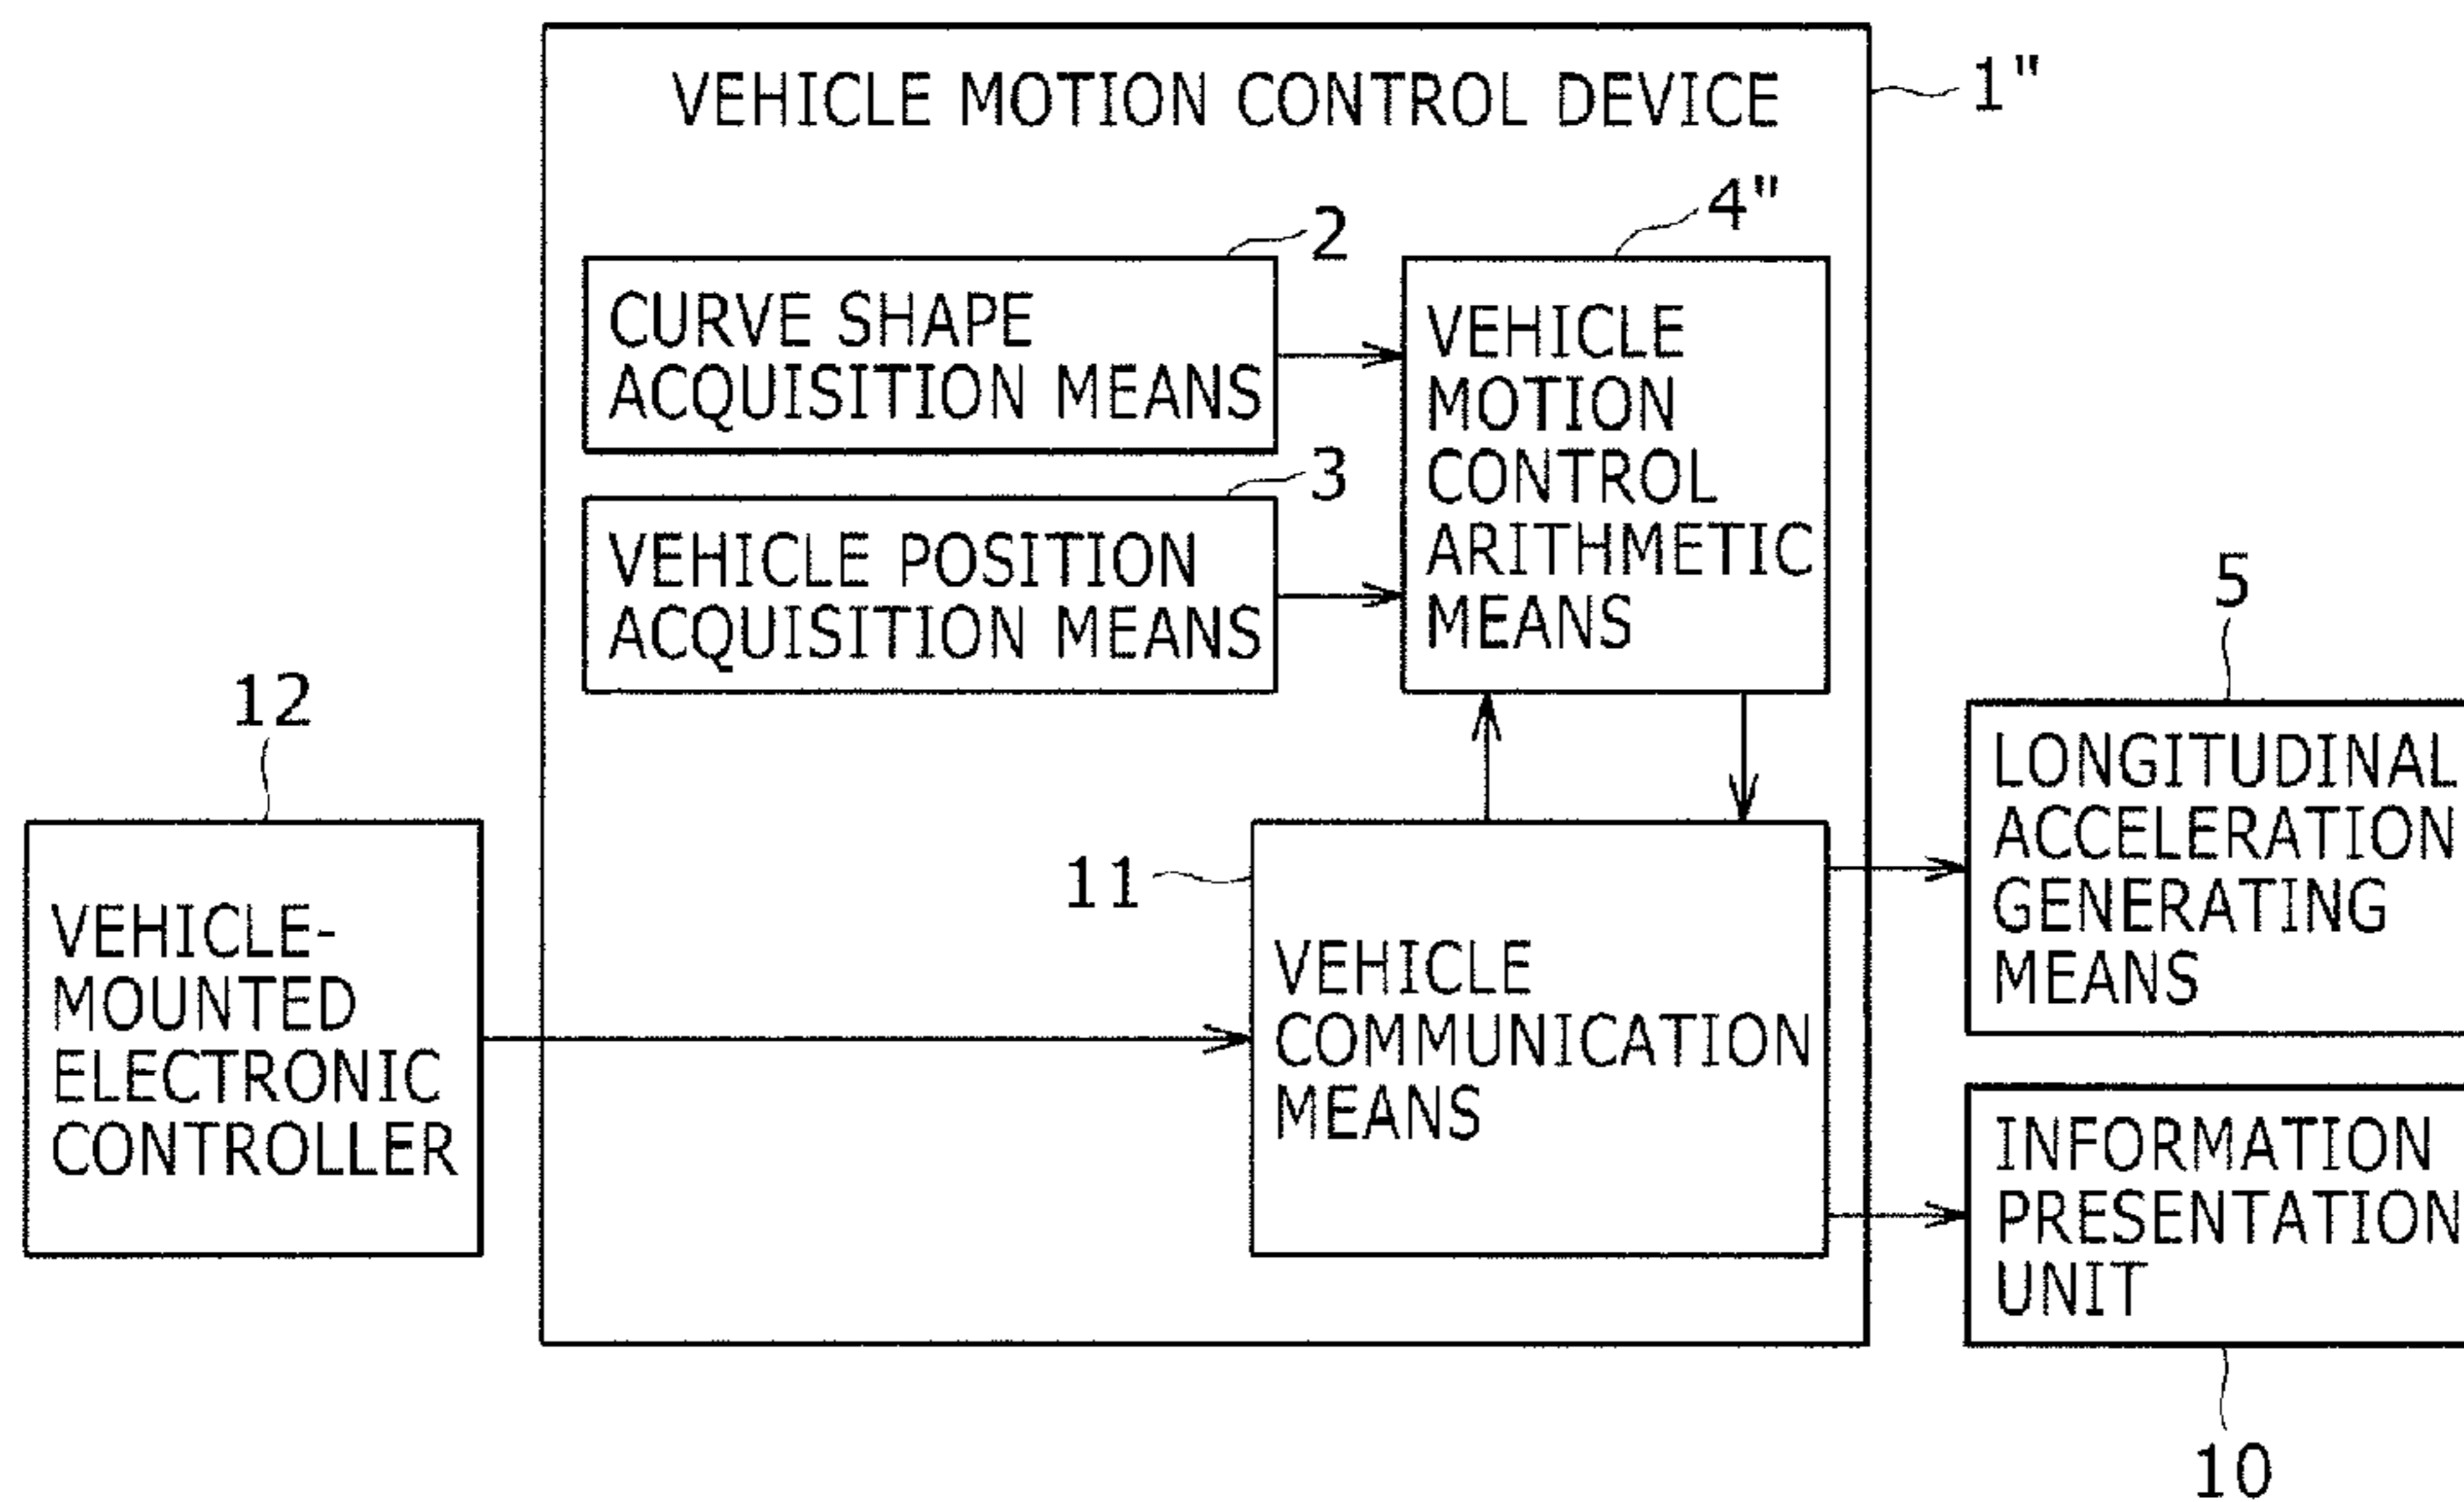 VEHICLE MOTION CONTROL DEVICE
1"
2
4"
CURVE SHAPE
ACQUISITION MEANS
3
VEHICLE POSITION
ACQUISITION MEANS
VEHICLE
MOTION
CONTROL
ARITHMETIC
MEANS
12
VEHICLE-
MOUNTED
ELECTRONIC
CONTROLLER
11
VEHICLE
COMMUNICATION
MEANS
5
LONGITUDINAL
ACCELERATION
GENERATING
MEANS
INFORMATION
PRESENTATION
UNIT
10